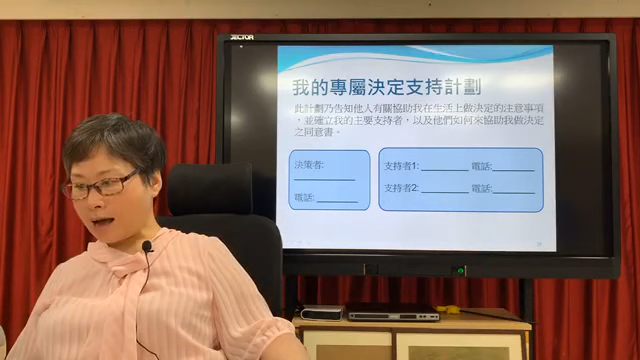 JECTOR
我的專屬決定支持計劃
此計劃乃告知他人有關協助我在生活上做決定的注意事項
，並確立我的主要支持者，以及他們如何來協助我做決定
之同意書。
決策者:
電話:
支持者1: 電話:
支持者2: 電話: